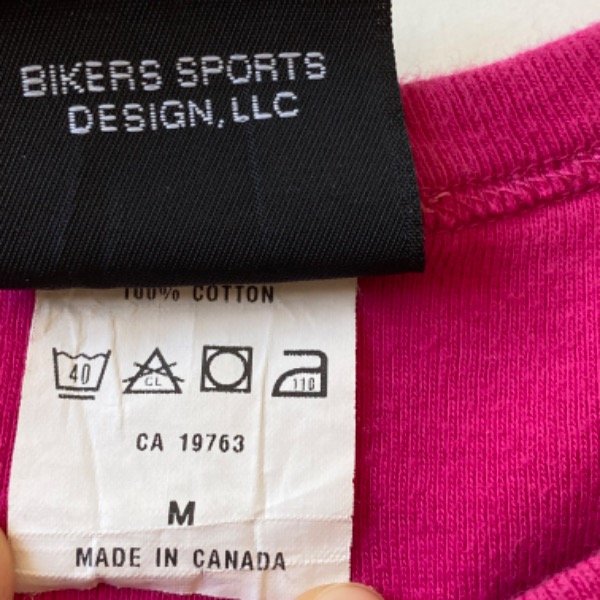 BIKERS SPORTS
DESIGN, LLC
100% COTTON
40
CL
110
CA 19763
M
MADE IN CANADA